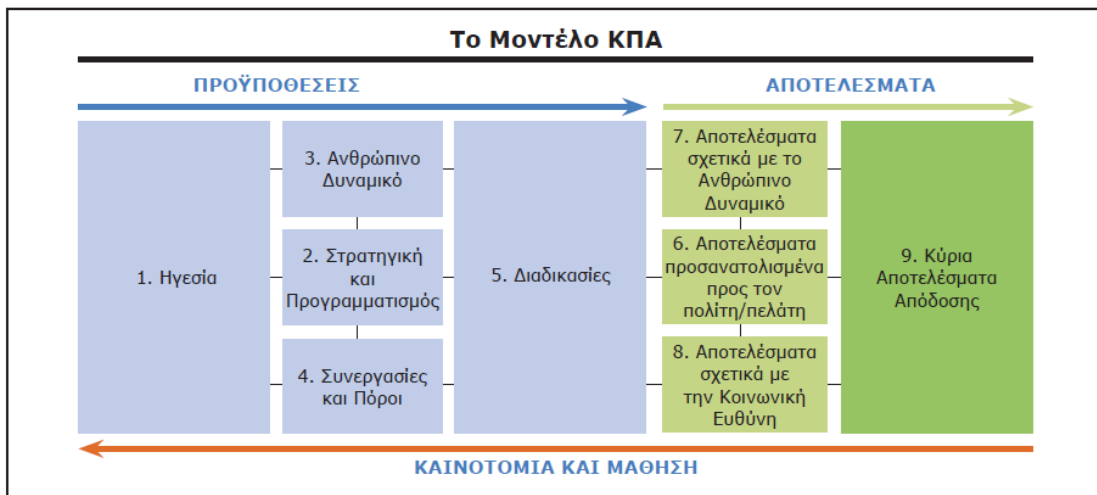 Το Μοντέλο ΚΠΑ
ΠΡΟΫΠΟΘΕΣΕΙΣ
ΑΠΟΤΕΛΕΣΜΑΤΑ
1. Ηγεσία
3. Ανθρώπινο
Δυναμικό
2. Στρατηγική
και
Προγραμματισμός
4. Συνεργασίες
και Πόροι
5. Διαδικασίες
7. Αποτελέσματα
σχετικά με το
Ανθρώπινο
Δυναμικό
6. Αποτελέσματα
προσανατολισμένα
προς τον
πολίτη/πελάτη
8. Αποτελέσματα
σχετικά με
την Κοινωνική
Ευθύνη
9. Κύρια
Αποτελέσματα
Απόδοσης
ΚΑΙΝΟΤΟΜΙΑ ΚΑΙ ΜΑΘΗΣΗ